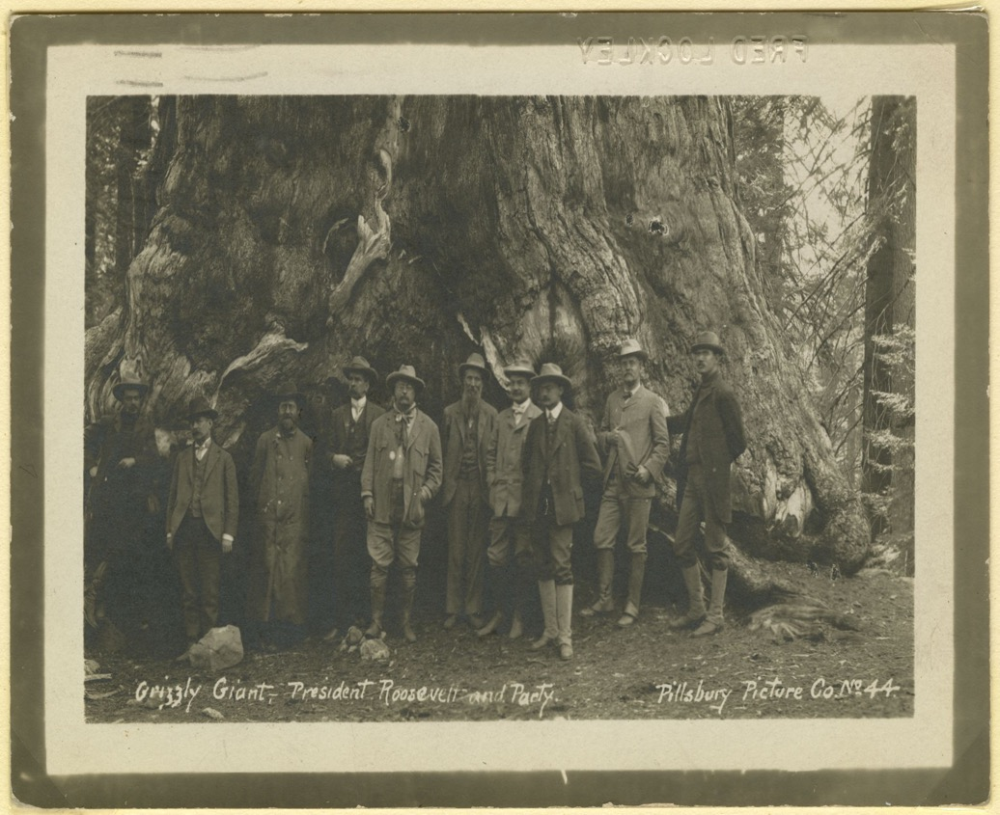 FRED LOCKLEY
Grizzly Giant - President Roosevelt and Party.
Pillsbury Picture Co. No 44